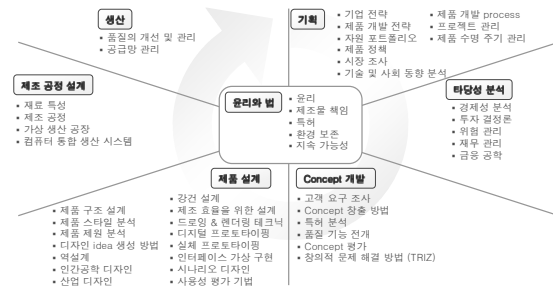 생산
• 품질의 개선 및 관리
• 공급망 관리
기획
• 기업 전략
• 제품 개발 전략
• 자원 포트폴리오
• 제품 정책
• 시장 조사
• 기술 및 사회 동향 분석
• 제품 개발 process
• 프로젝트 관리
• 제품 수명 주기 관리
제조 공정 설계
• 재료 특성
• 제조 공정
• 가상 생산 공장
• 컴퓨터 통합 생산 시스템
윤리와 법
• 윤리
• 제조물 책임
• 특허
• 환경 보존
• 지속 가능성
타당성 분석
• 경제성 분석
• 투자 결정론
• 위험 관리
• 재무 관리
• 금융 공학
제품 설계
• 제품 구조 설계
• 제품 스타일 분석
• 제품 제원 분석
• 디자인 idea 생성 방법
• 역설계
• 인간공학 디자인
• 산업 디자인
• 강건 설계
• 제조 효율을 위한 설계
• 드로잉 & 렌더링 테크닉
• 디지털 프로토타이핑
• 실체 프로토타이핑
• 인터페이스 가상 구현
• 시나리오 디자인
• 사용성 평가 기법
Concept 개발
• 고객 요구 조사
• Concept 창출 방법
• 특허 분석
• 품질 기능 전개
• Concept 평가
• 창의적 문제 해결 방법 (TRIZ)